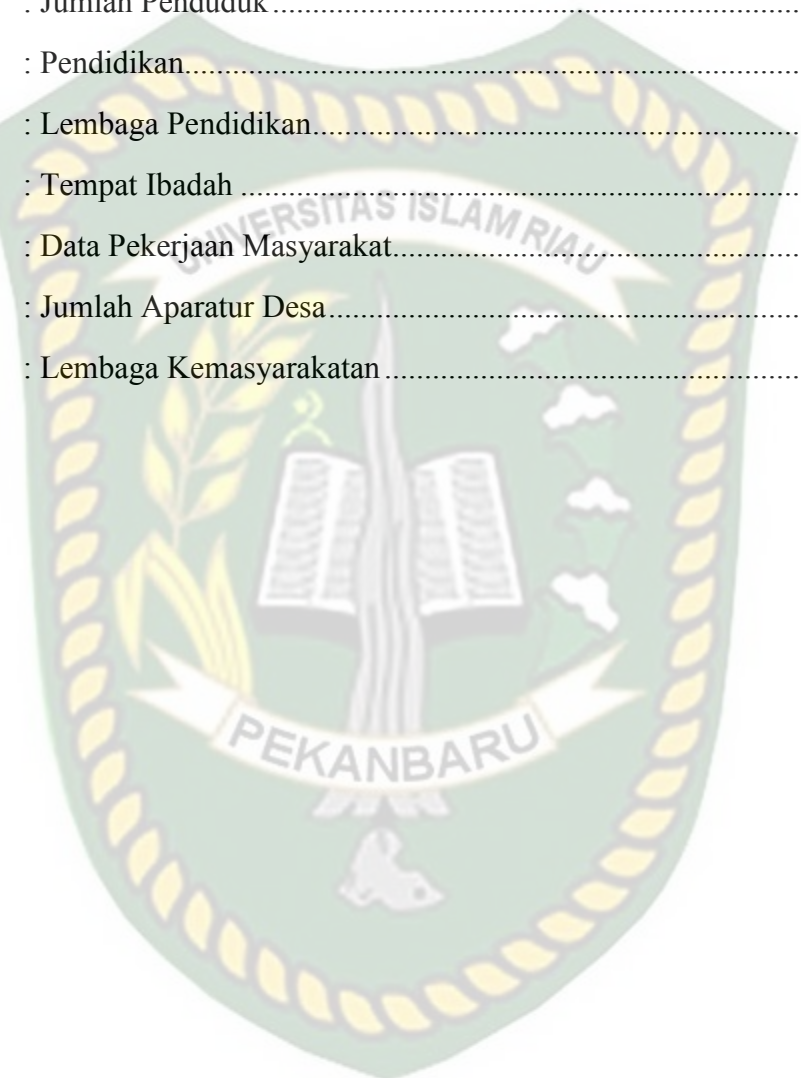 : Jumlah Penduduk....................................................................
: Pendidikan...............................................................................
: Lembaga Pendidikan...............................................................
: Tempat Ibadah ........................................................................
: Data Pekerjaan Masyarakat.....................................................
: Jumlah Aparatur Desa.............................................................
: Lembaga Kemasyarakatan ......................................................
UNIVERSITAS ISLAM RIAU
PEKANBARU